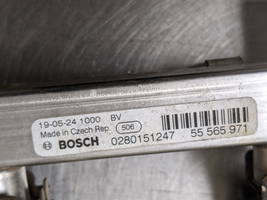 19-05-24 1000 BV
Made in Czech Rep. 506
BOSCH 0280151247 55 565 971